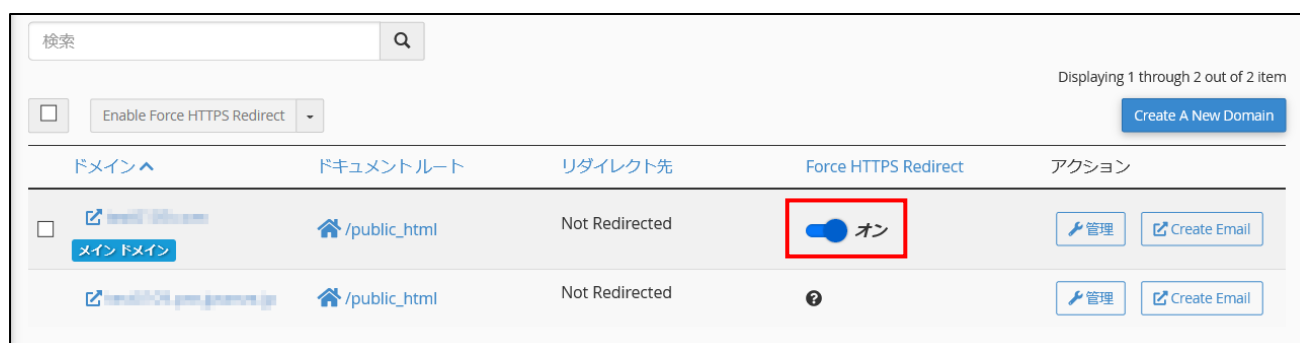 検索
Displaying 1 through 2 out of 2 item
Enable Force HTTPS Redirect
Create A New Domain
ドメイン ドキュメントルート リダイレクト先 Force HTTPS Redirect アクション
/public_html Not Redirected オン 管理 Create Email
メインドメイン
/public_html Not Redirected 管理 Create Email